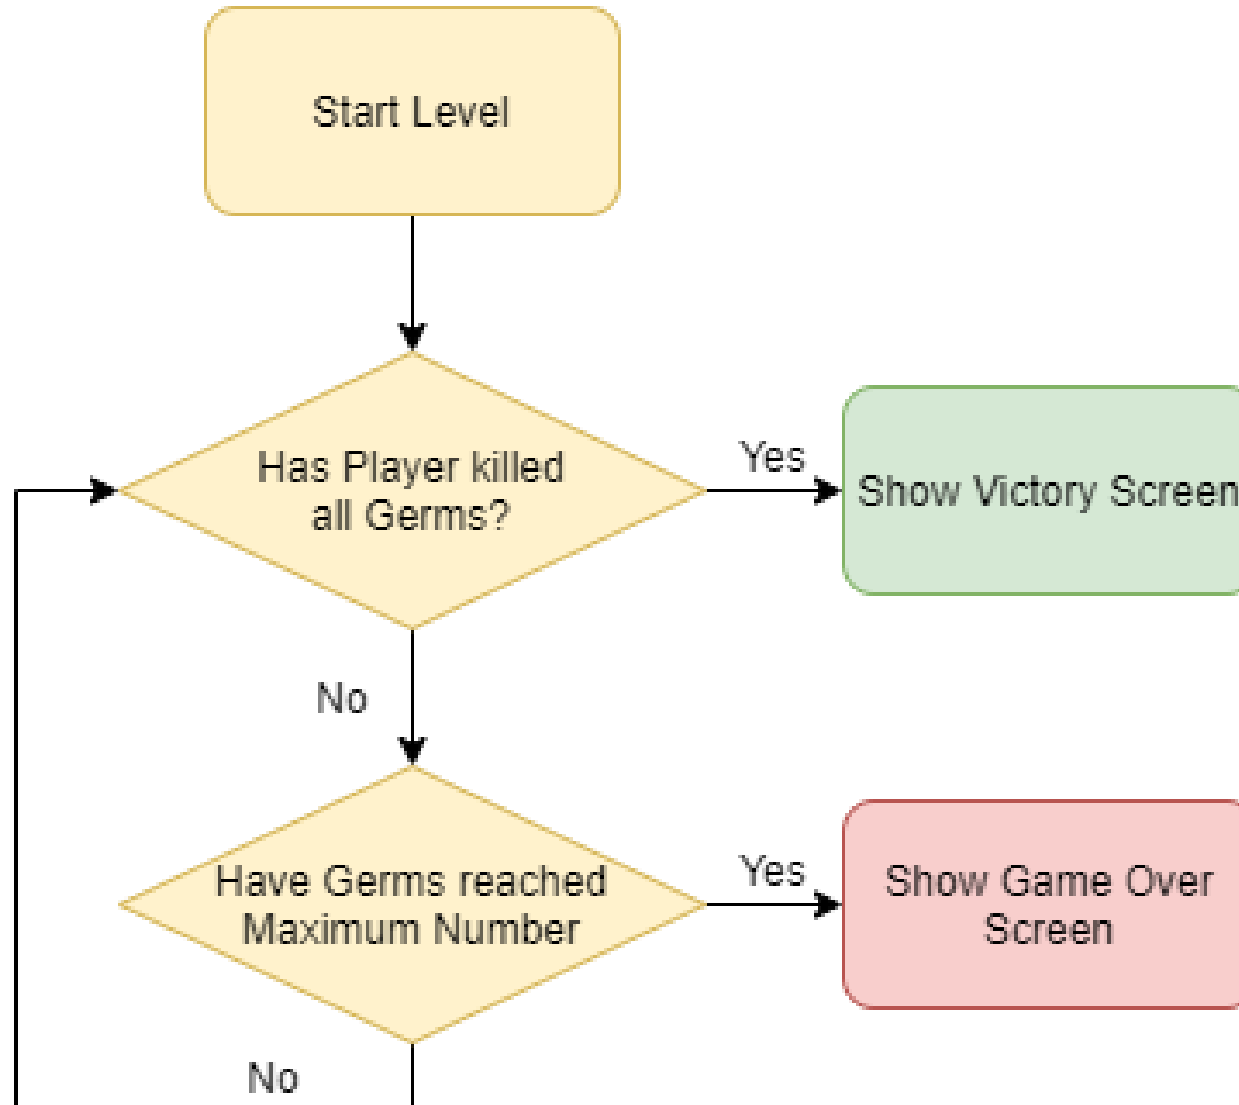 Start Level
Has Player killed
all Germs?
Yes
Show Victory Screen
No
Have Germs reached
Maximum Number
Yes
Show Game Over
Screen
No